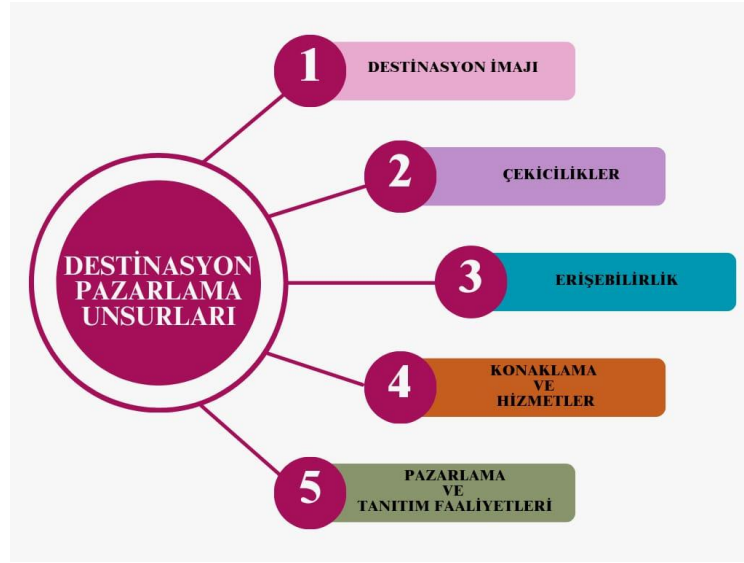 DESTİNASYON
PAZARLAMA
UNSURLARI
1
DESTİNASYON İMAJI
2
ÇEKİCİLİKLER
3
ERİŞEBİLİRLİK
4
KONAKLAMA
VE
HİZMETLER
5
PAZARLAMA
VE
TANITIM FAALİYETLERİ